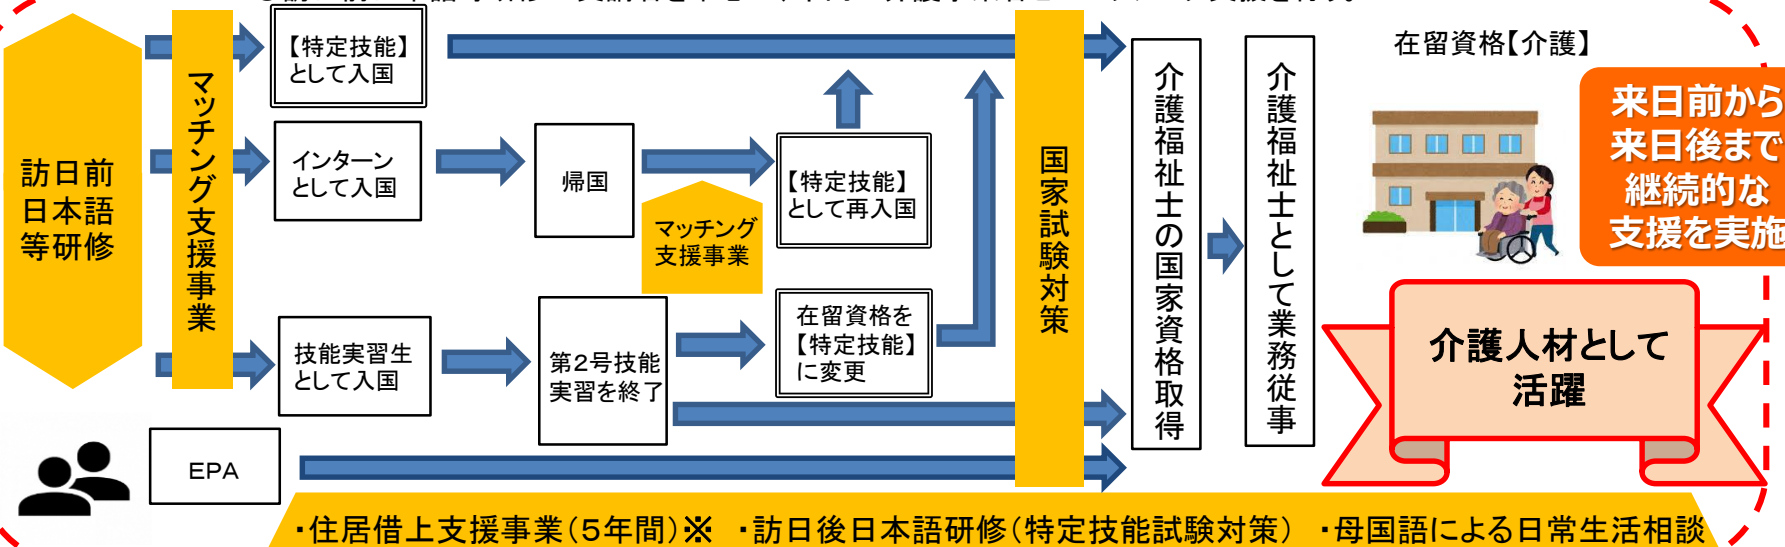 訪日前
日本語
等研修
マッチング支援事業
【特定技能】
として入国
インターン
として入国
帰国
マッチング
支援事業
【特定技能】
として再入国
技能実習生
として入国
第2号技能
実習を終了
在留資格を
【特定技能】
に変更
EPA
国家試験対策
介護福祉士の国家資格取得
介護福祉士として業務従事
在留資格【介護】
来日前から
来日後まで
継続的な
支援を実施
介護人材として
活躍
・住居借上支援事業(5年間)※ ・訪日後日本語研修(特定技能試験対策) ・母国語による日常生活相談